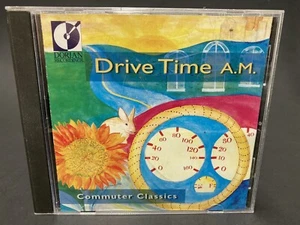 DORIAN
RECORDINGS
Drive Time A.M.
Commuter Classics